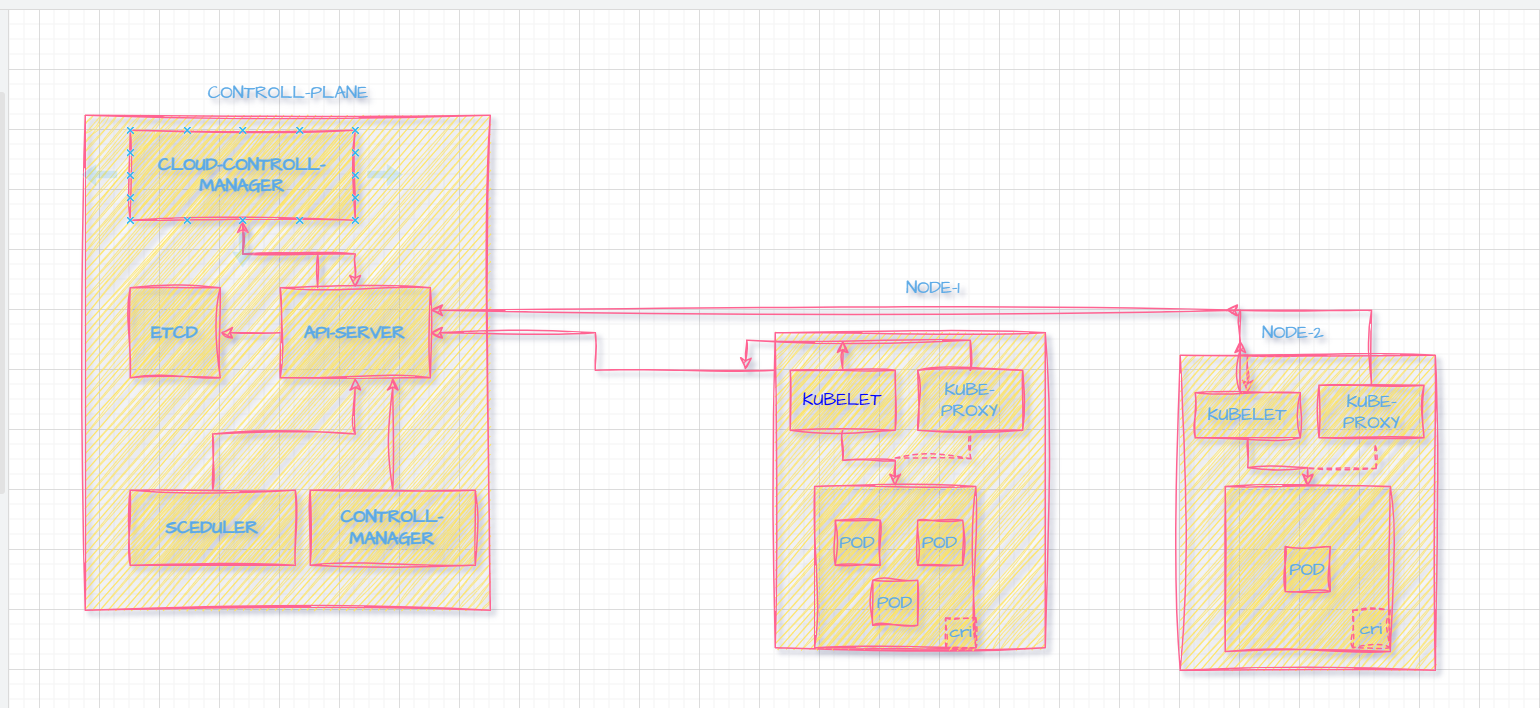 CONTROLL-PLANE
CLOUD-CONTROLL-
MANAGER
ETCD
API-SERVER
SCEDULER
CONTROLL-
MANAGER
NODE-1
KUBELET
KUBE-
PROXY
POD
POD
POD
cri
NODE-2
KUBELET
KUBE-
PROXY
POD
cri